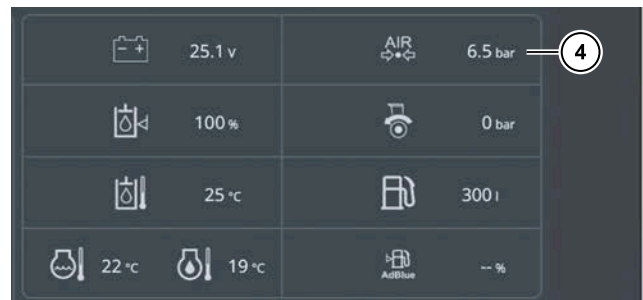 25.1 v
AIR
6.5 bar
4
100 %
0 bar
25 °C
300 l
22 °C
19 °C
AdBlue
-- %